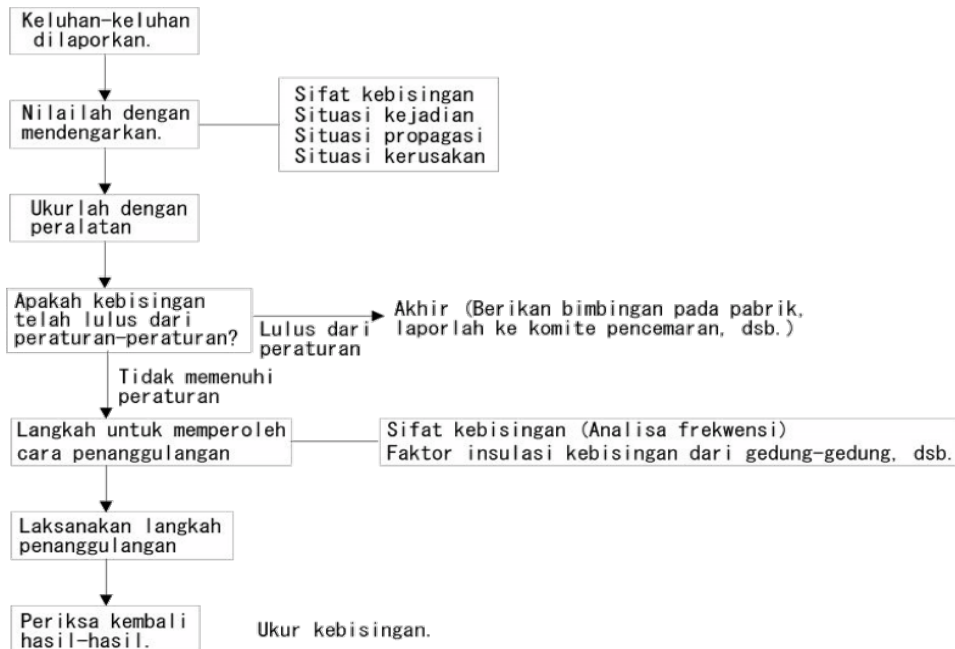 Keluhan-keluhan
dilaporkan.
Nilailah dengan
mendengarkan.
Sifat kebisingan
Situasi kejadian
Situasi propagasi
Situasi kerusakan
Ukurlah dengan
peralatan
Apakah kebisingan
telah lulus dari
peraturan-peraturan?
Lulus dari
peraturan
Akhir (Berikan bimbingan pada pabrik,
laporlah ke komite pencemaran, dsb.)
Tidak memenuhi
peraturan
Langkah untuk memperoleh
cara penanggulangan
Sifat kebisingan (Analisa frekwensi)
Faktor insulasi kebisingan dari gedung-gedung, dsb.
Laksanakan langkah
penanggulangan
Periksa kembali
hasil-hasil.
Ukur kebisingan.